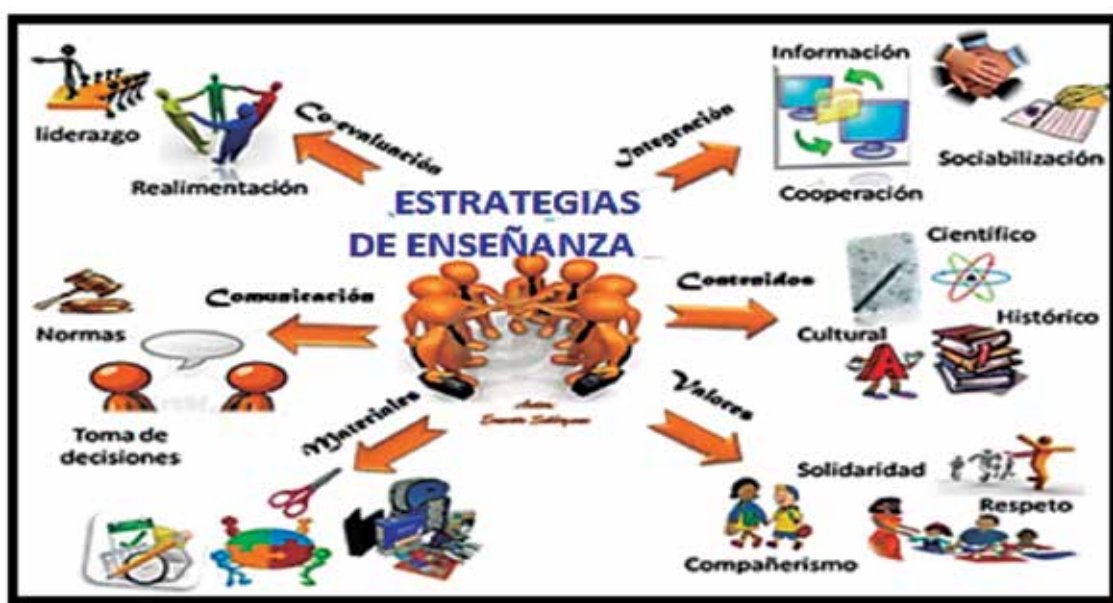 liderazgo
Realimentación
Co-evaluación
Integración
Información
Cooperación
Sociabilización
ESTRATEGIAS
DE ENSEÑANZA
Comunicación
Normas
Toma de
decisiones
Contenidos
Científico
Cultural
Histórico
Materiales
Valores
Solidaridad
Respeto
Compañerismo